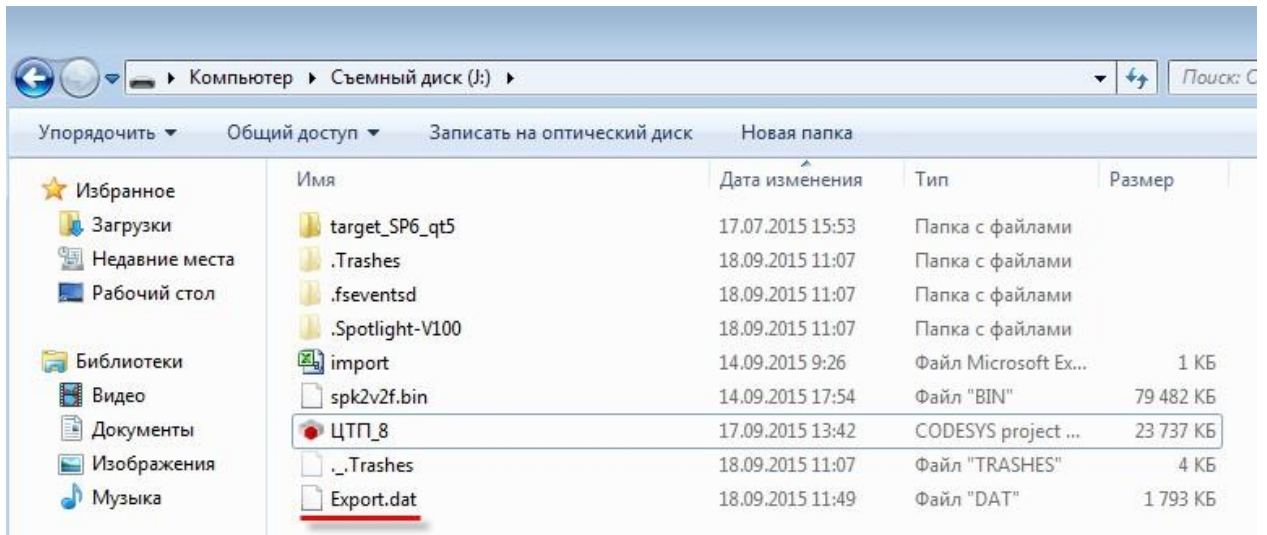 Компьютер ▸ Съемный диск (J:) ▸ Поиск: С
Упорядочить Общий доступ Записать на оптический диск Новая папка
Избранное
Загрузки
Недавние места
Рабочий стол
Библиотеки
Видео
Документы
Изображения
Музыка
Имя Дата изменения Тип Размер
target_SP6_qt5 17.07.2015 15:53 Папка с файлами
.Trashes 18.09.2015 11:07 Папка с файлами
.fseventsd 18.09.2015 11:07 Папка с файлами
.Spotlight-V100 18.09.2015 11:07 Папка с файлами
import 14.09.2015 9:26 Файл Microsoft Ex... 1 КБ
spk2v2f.bin 14.09.2015 17:54 Файл "BIN" 79 482 КБ
ЦТП_8 17.09.2015 13:42 CODESYS project ... 23 737 КБ
._.Trashes 18.09.2015 11:07 Файл "TRASHES" 4 КБ
Export.dat 18.09.2015 11:49 Файл "DAT" 1 793 КБ